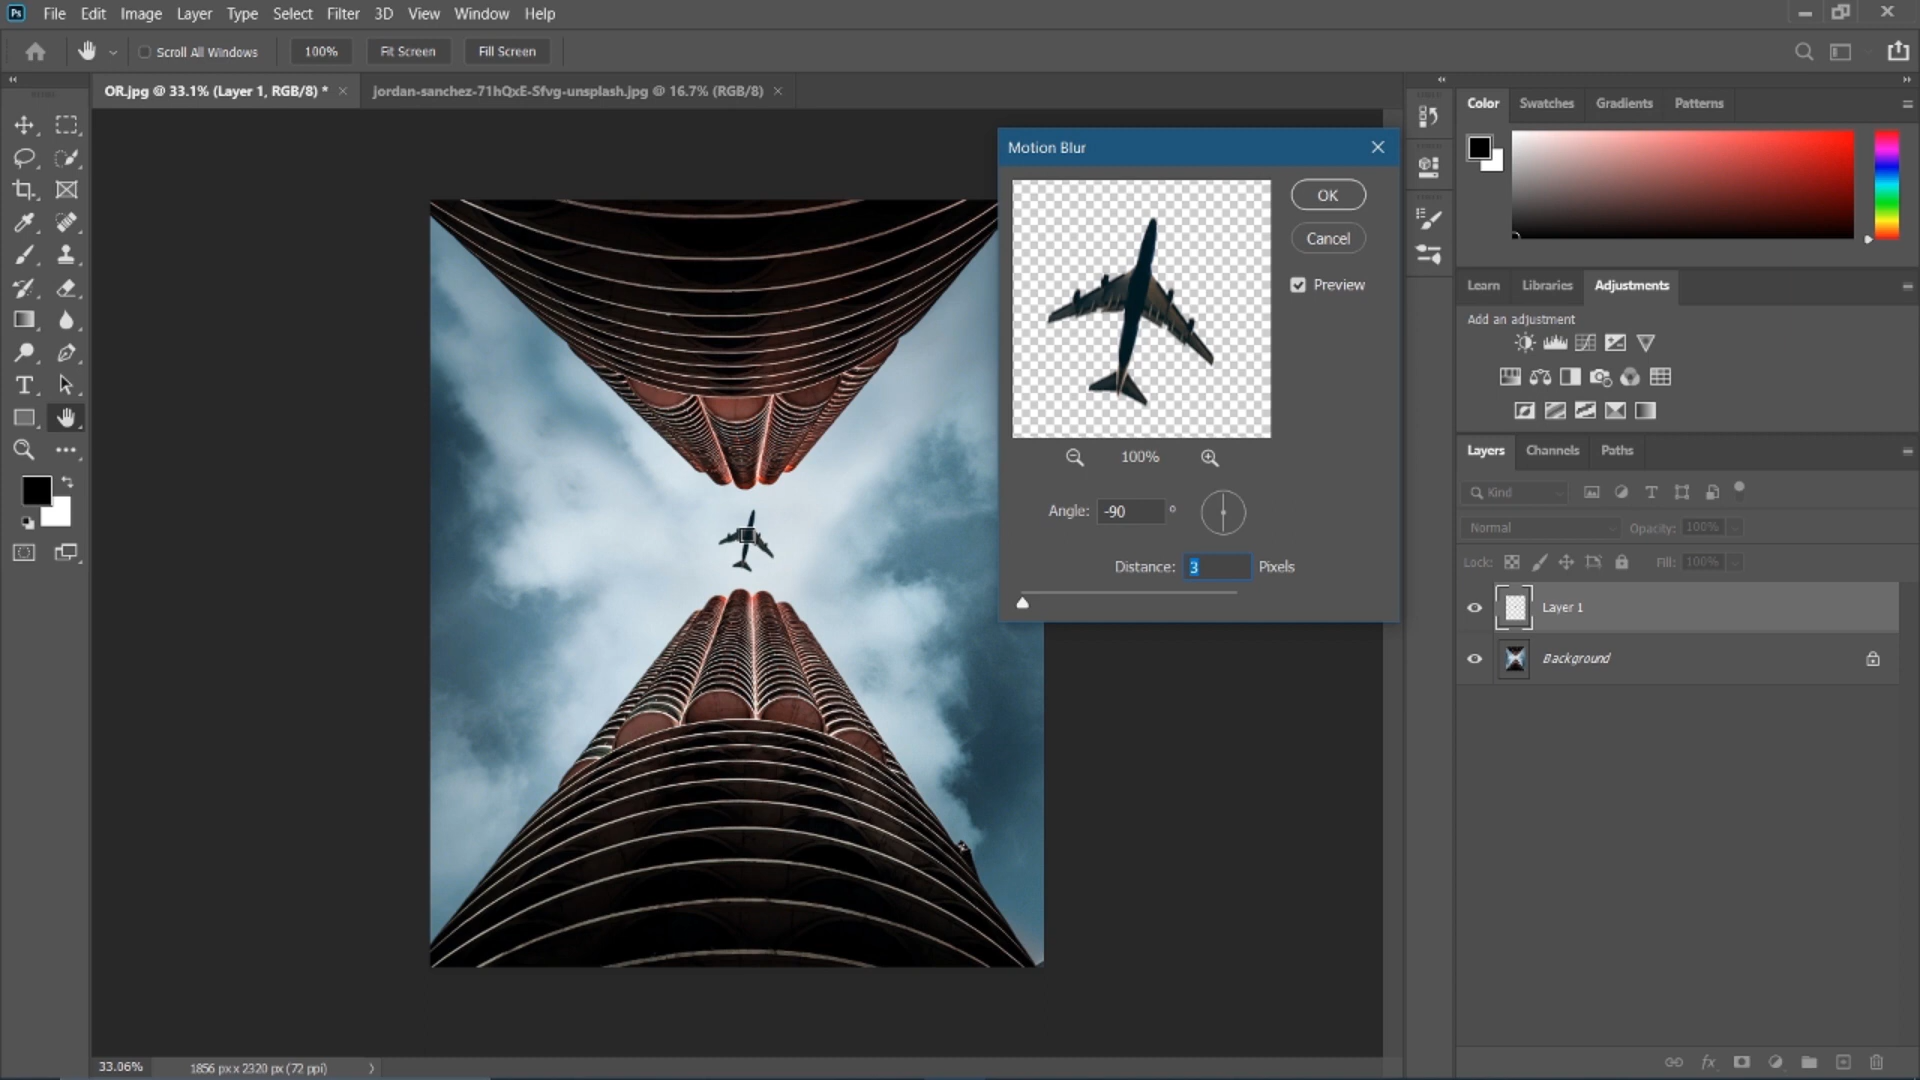 Ps File Edit Image Layer Type Select Filter 3D View Window Help
Scroll All Windows 100% Fit Screen Fill Screen
OR.jpg @ 33.1% (Layer 1, RGB/8) * × jordan-sanchez-71hQxE-Sfvg-unsplash.jpg @ 16.7% (RGB/8) ×
Color Swatches Gradients Patterns
Motion Blur
OK
Cancel
Preview
100%
Angle: -90 °
Distance: 3 Pixels
Learn Libraries Adjustments
Add an adjustment
Layers Channels Paths
Kind
Normal Opacity: 100%
Lock: Fill: 100%
Layer 1
Background
fx
33.06% 1856 px x 2320 px (72 ppi)